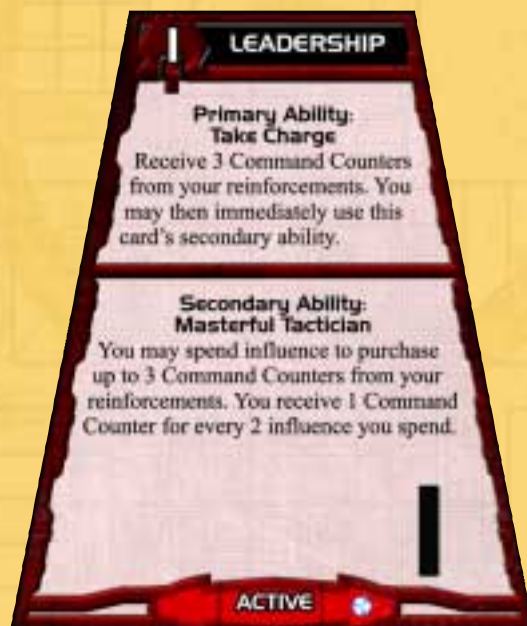 1 LEADERSHIP
Primary Ability:
Take Charge
Receive 3 Command Counters
from your reinforcements. You
may then immediately use this
card's secondary ability.
Secondary Ability:
Masterful Tactician
You may spend influence to purchase
up to 3 Command Counters from your
reinforcements. You receive 1 Command
Counter for every 2 influence you spend.
ACTIVE